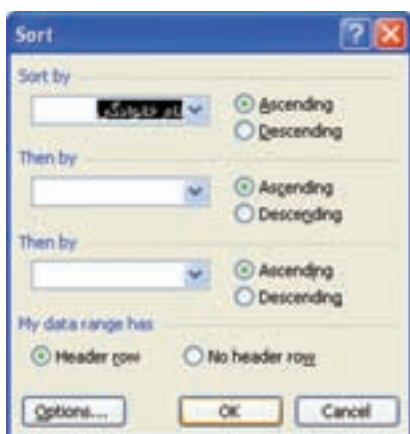 Sort
Sort by
نام خانوادگی
Ascending
Descending
Then by
Ascending
Descending
Then by
Ascending
Descending
My data range has
Header row
No header row
Options...
OK
Cancel